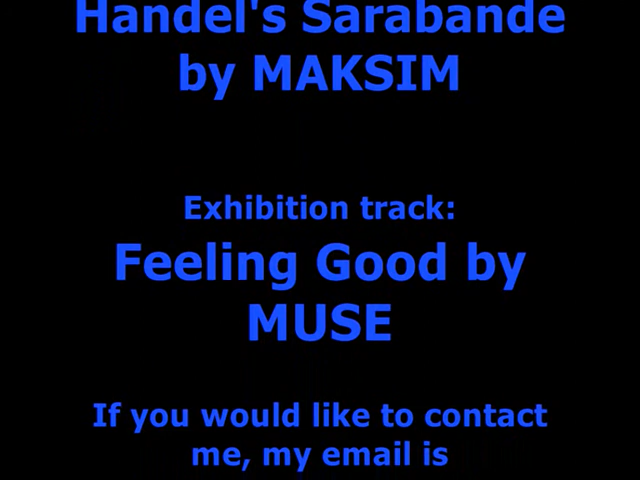 Handel's Sarabande
by MAKSIM
Exhibition track:
Feeling Good by
MUSE
If you would like to contact
me, my email is